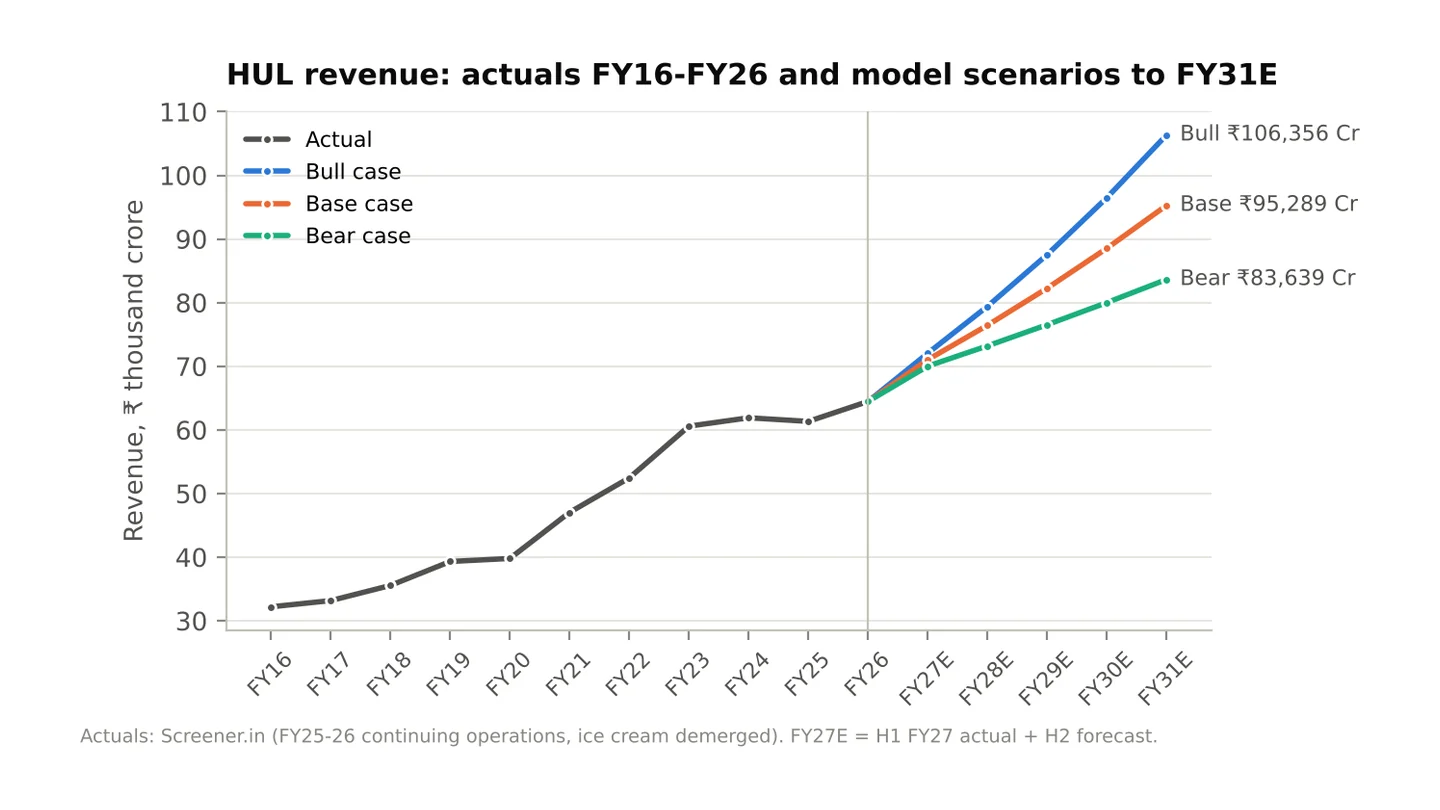 HUL revenue: actuals FY16-FY26 and model scenarios to FY31E
Revenue, ₹ thousand crore
110
100
90
80
70
60
50
40
30
Actual
Bull case
Base case
Bear case
Bull ₹106,356 Cr
Base ₹95,289 Cr
Bear ₹83,639 Cr
FY16 FY17 FY18 FY19 FY20 FY21 FY22 FY23 FY24 FY25 FY26 FY27E FY28E FY29E FY30E FY31E
Actuals: Screener.in (FY25-26 continuing operations, ice cream demerged). FY27E = H1 FY27 actual + H2 forecast.